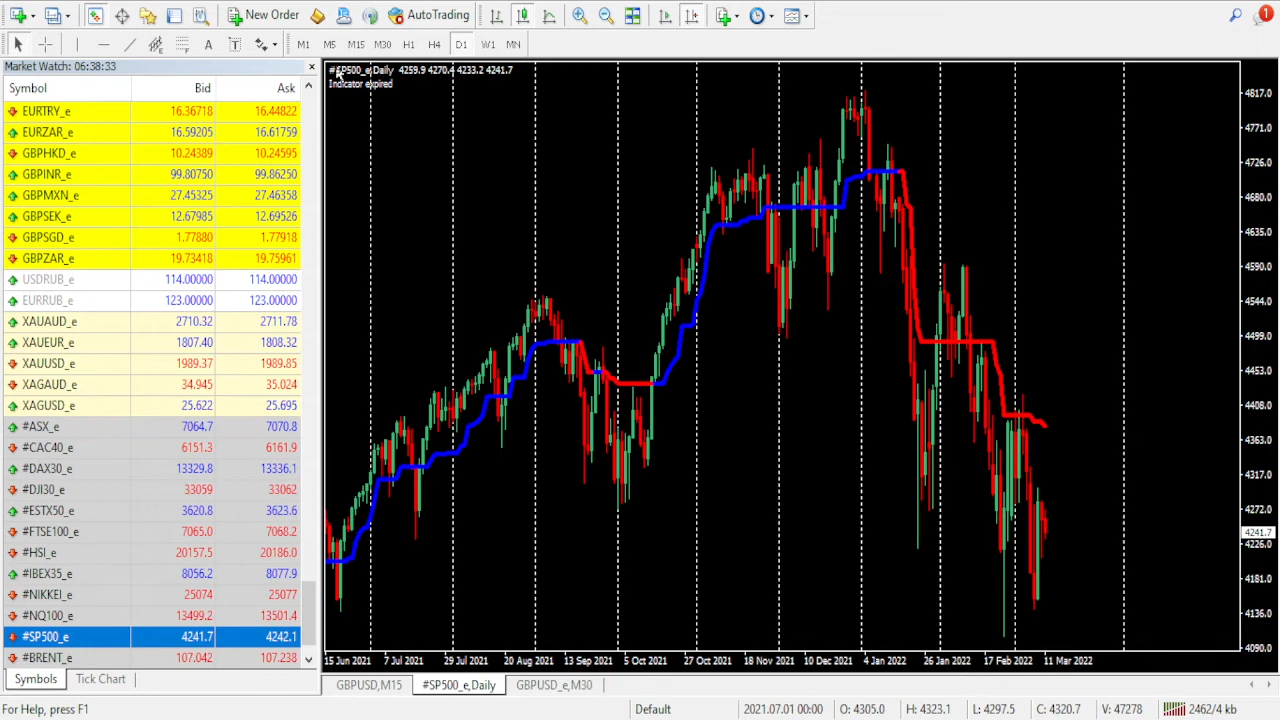 New Order AutoTrading 1
A T M1 M5 M15 M30 H1 H4 D1 W1 MN
Market Watch: 06:38:33
Symbol Bid Ask
EURTRY_e 16.36718 16.44822
EURZAR_e 16.59205 16.61759
GBPHKD_e 10.24389 10.24595
GBPINR_e 99.80750 99.86250
GBPMXN_e 27.45325 27.46358
GBPSEK_e 12.67985 12.69526
GBPSGD_e 1.77880 1.77918
GBPZAR_e 19.73418 19.75961
USDRUB_e 114.00000 114.00000
EURRUB_e 123.00000 123.00000
XAUAUD_e 2710.32 2711.78
XAUEUR_e 1807.40 1808.32
XAUUSD_e 1989.37 1989.85
XAGAUD_e 34.945 35.024
XAGUSD_e 25.622 25.695
#ASX_e 7064.7 7070.8
#CAC40_e 6151.3 6161.9
#DAX30_e 13329.8 13336.1
#DJI30_e 33059 33062
#ESTX50_e 3620.8 3623.6
#FTSE100_e 7065.0 7068.2
#HSI_e 20157.5 20186.0
#IBEX35_e 8056.2 8077.9
#NIKKEI_e 25074 25077
#NQ100_e 13499.2 13501.4
#SP500_e 4241.7 4242.1
#BRENT_e 107.042 107.238
Symbols Tick Chart
#SP500_e,Daily 4259.9 4270.4 4233.2 4241.7
Indicator expired
4817.0
4771.0
4726.0
4680.0
4635.0
4590.0
4544.0
4499.0
4453.0
4408.0
4363.0
4317.0
4272.0
4241.7
4226.0
4181.0
4136.0
4090.0
15 Jun 2021 7 Jul 2021 29 Jul 2021 20 Aug 2021 13 Sep 2021 5 Oct 2021 27 Oct 2021 18 Nov 2021 10 Dec 2021 4 Jan 2022 26 Jan 2022 17 Feb 2022 11 Mar 2022
GBPUSD,M15 #SP500_e,Daily GBPUSD_e,M30
For Help, press F1 Default 2021.07.01 00:00 O: 4305.0 H: 4323.1 L: 4297.5 C: 4320.7 V: 47278 2462/4 kb